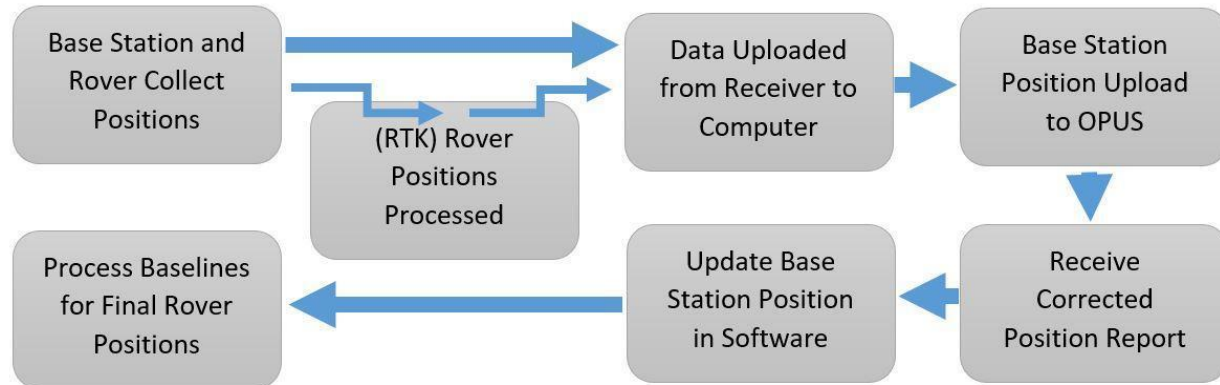 Base Station and
Rover Collect
Positions
(RTK) Rover
Positions
Processed
Data Uploaded
from Receiver to
Computer
Base Station
Position Upload
to OPUS
Receive
Corrected
Position Report
Update Base
Station Position
in Software
Process Baselines
for Final Rover
Positions